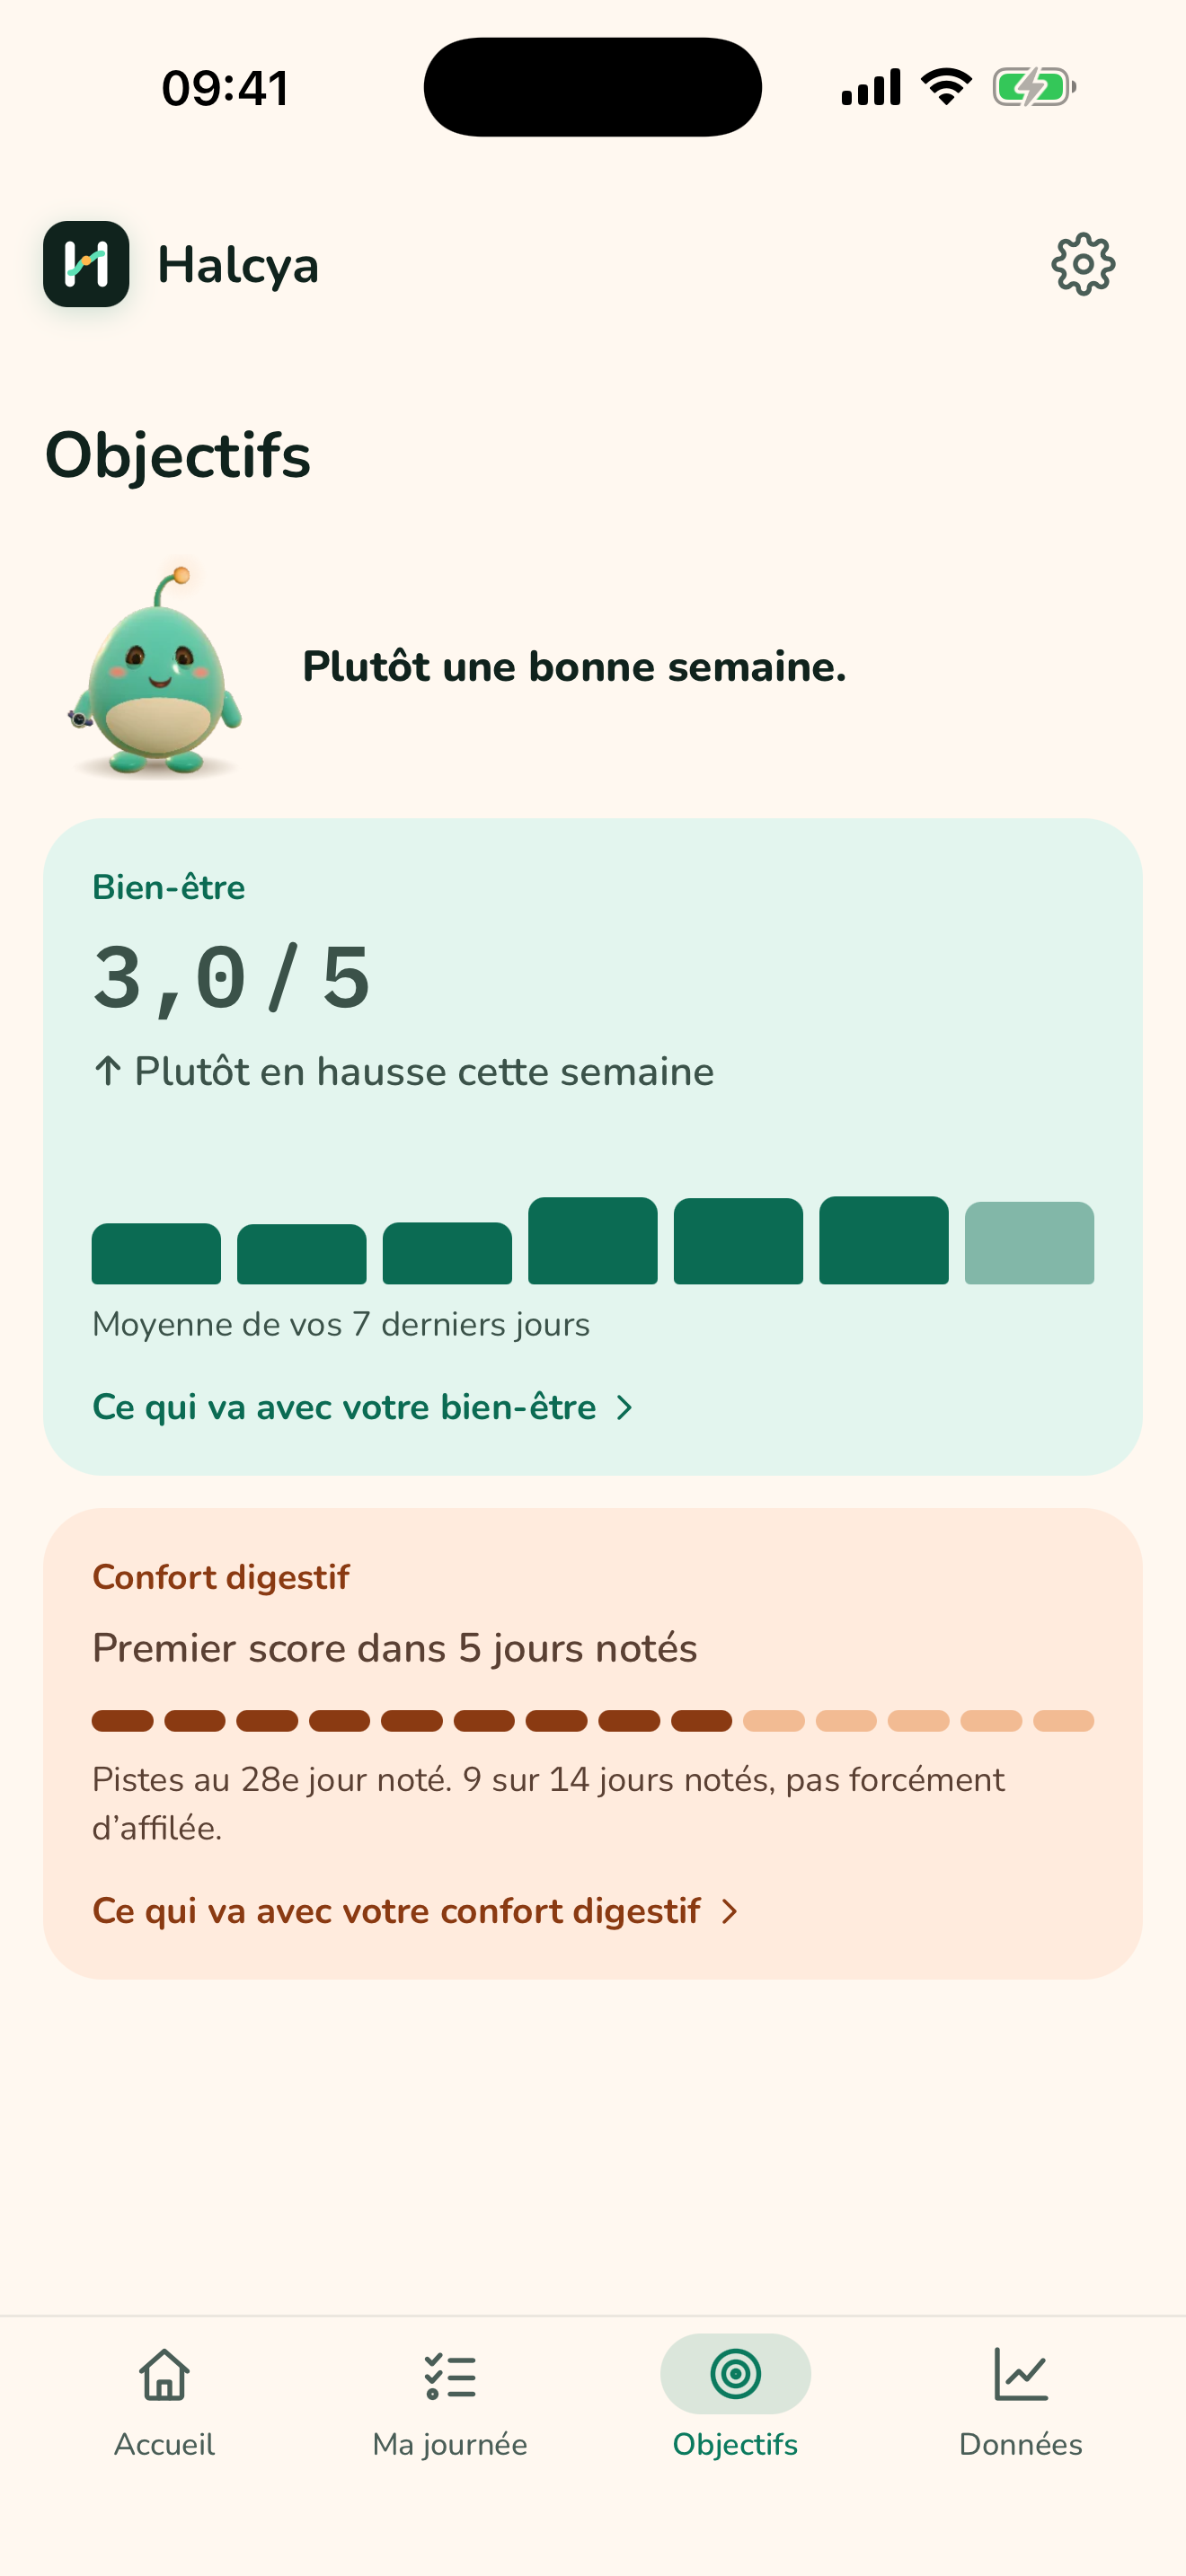 09:41
Halcya
Objectifs
Plutôt une bonne semaine.
Bien-être
3,0/5
↑ Plutôt en hausse cette semaine
Moyenne de vos 7 derniers jours
Ce qui va avec votre bien-être >
Confort digestif
Premier score dans 5 jours notés
Pistes au 28e jour noté. 9 sur 14 jours notés, pas forcément
d’affilée.
Ce qui va avec votre confort digestif >
Accueil
Ma journée
Objectifs
Données